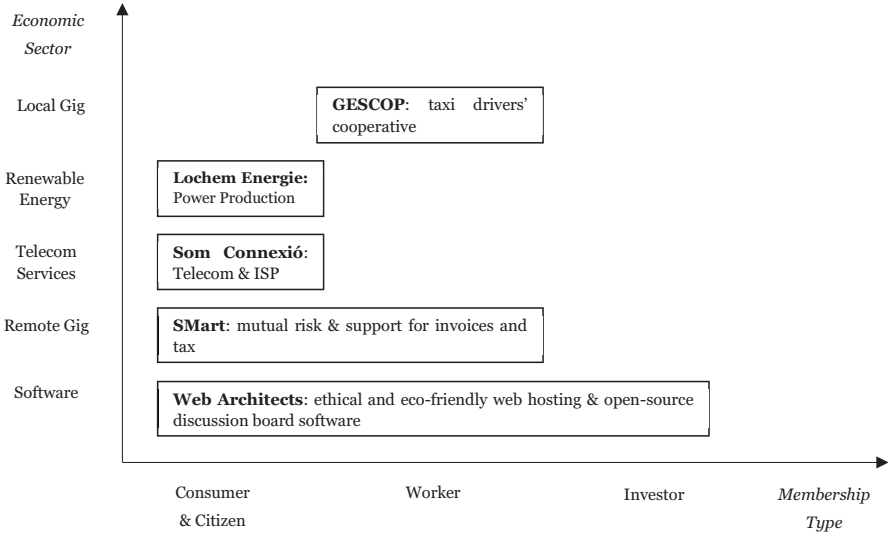 Economic
Sector
Local Gig
GESCOP: taxi drivers'
cooperative
Renewable
Energy
Lochem Energie:
Power Production
Telecom
Services
Som Connexió:
Telecom & ISP
Remote Gig
SMart: mutual risk & support for invoices and
tax
Software
Web Architects: ethical and eco-friendly web hosting & open-source
discussion board software
Consumer
& Citizen
Worker
Investor
Membership
Type